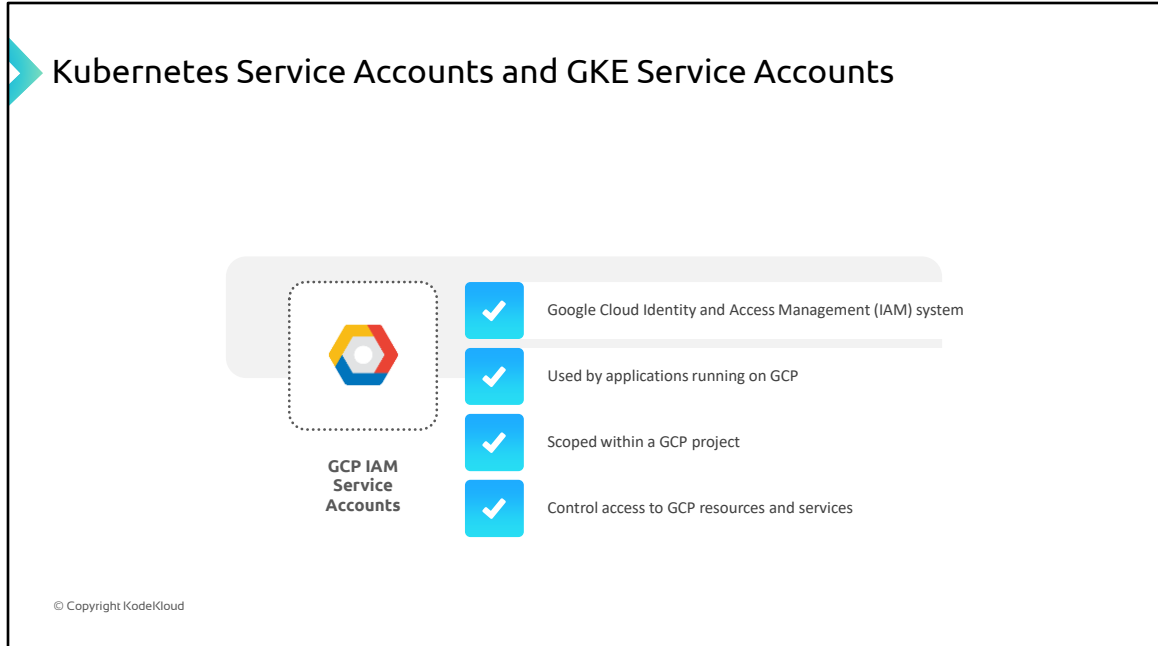 Kubernetes Service Accounts and GKE Service Accounts
Google Cloud Identity and Access Management (IAM) system
Used by applications running on GCP
Scoped within a GCP project
Control access to GCP resources and services
GCP IAM
Service
Accounts
© Copyright KodeKloud